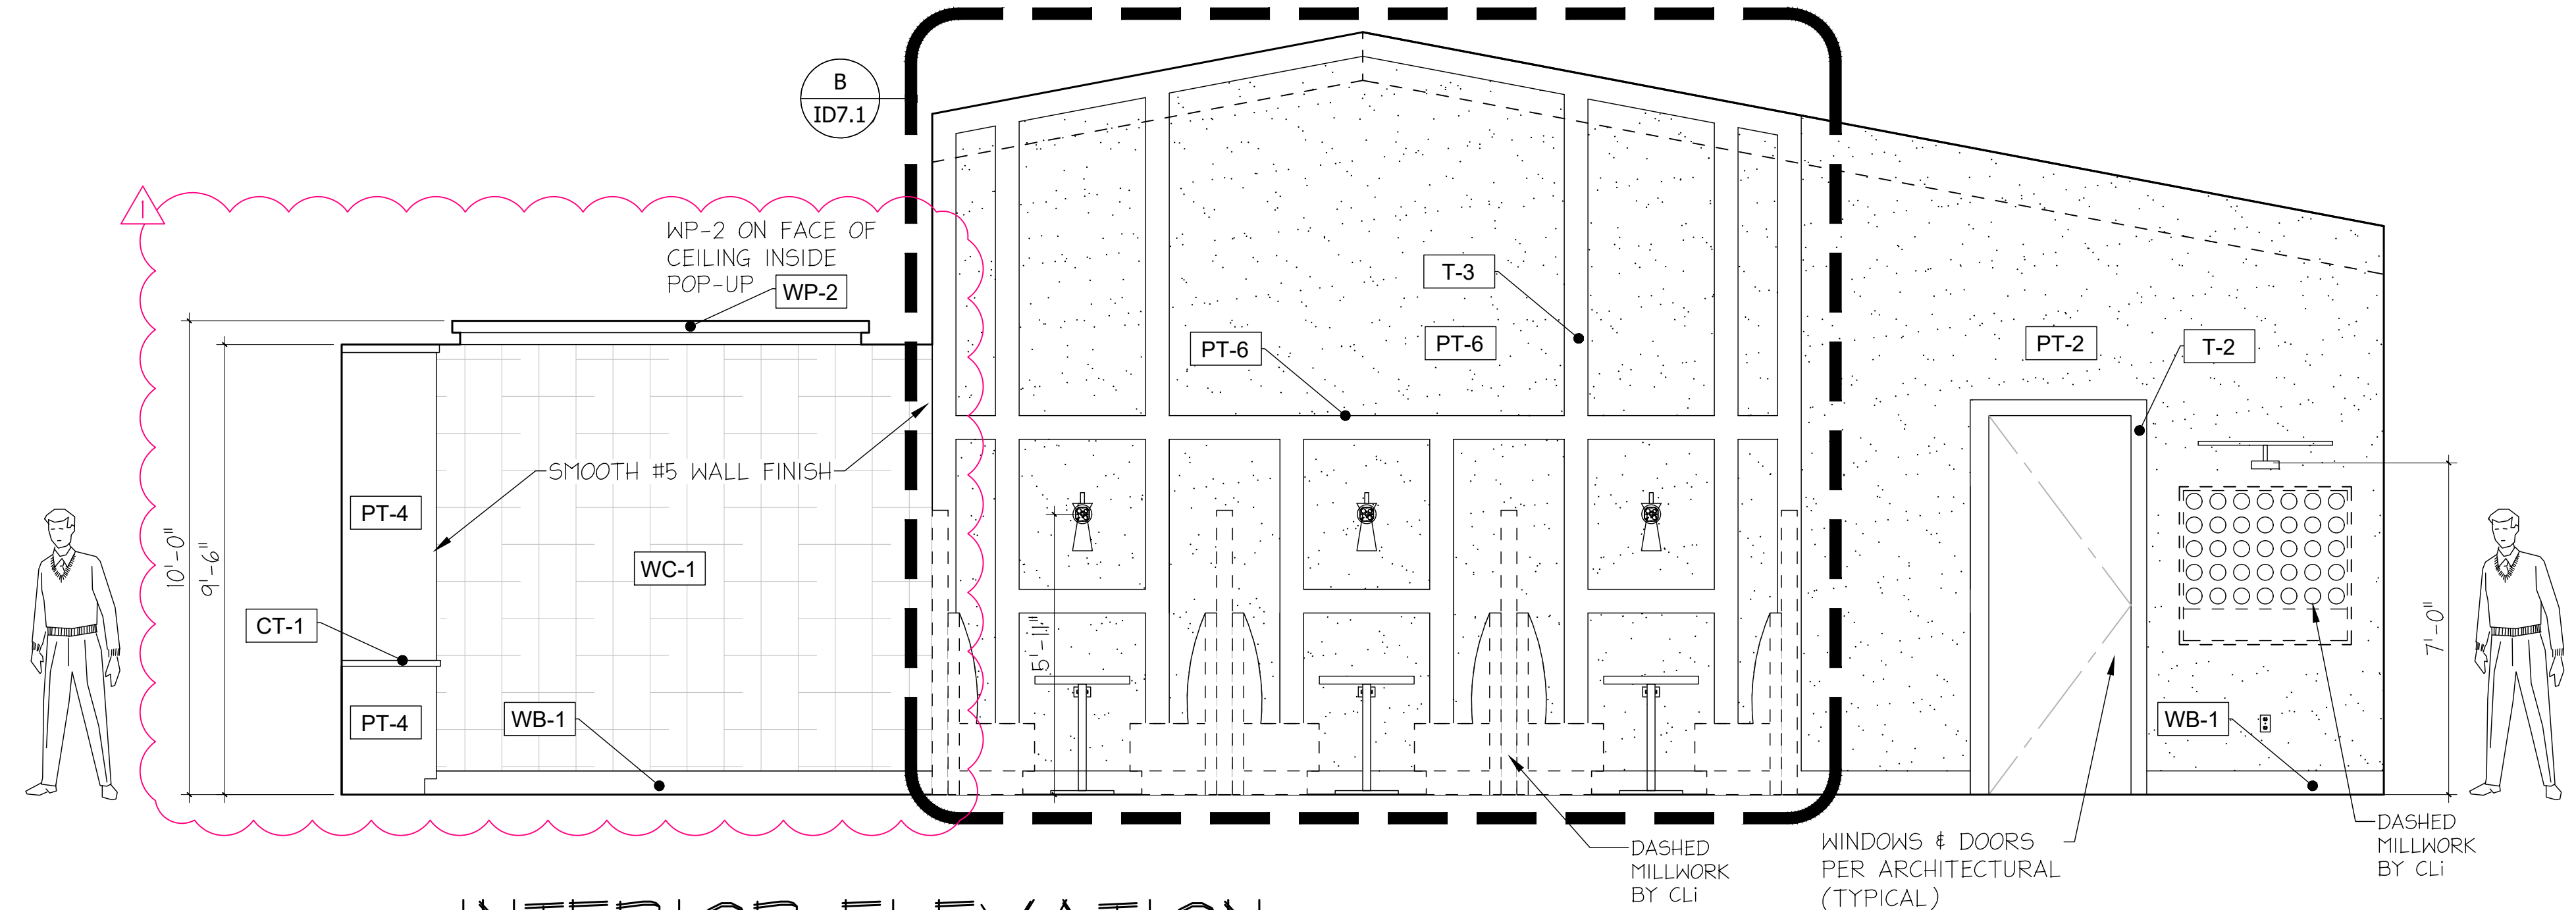 B
ID7.1
1
WP-2 ON FACE OF
CEILING INSIDE
POP-UP
WP-2
T-3
PT-6
PT-6
PT-2
T-2
SMOOTH #5 WALL FINISH
PT-4
WC-1
10'-0"
9'-6"
CT-1
5'-11"
7'-0"
PT-4
WB-1
WB-1
DASHED
MILLWORK
BY CLi
WINDOWS & DOORS
PER ARCHITECTURAL
(TYPICAL)
DASHED
MILLWORK
BY CLi
INTERIOR ELEVATION